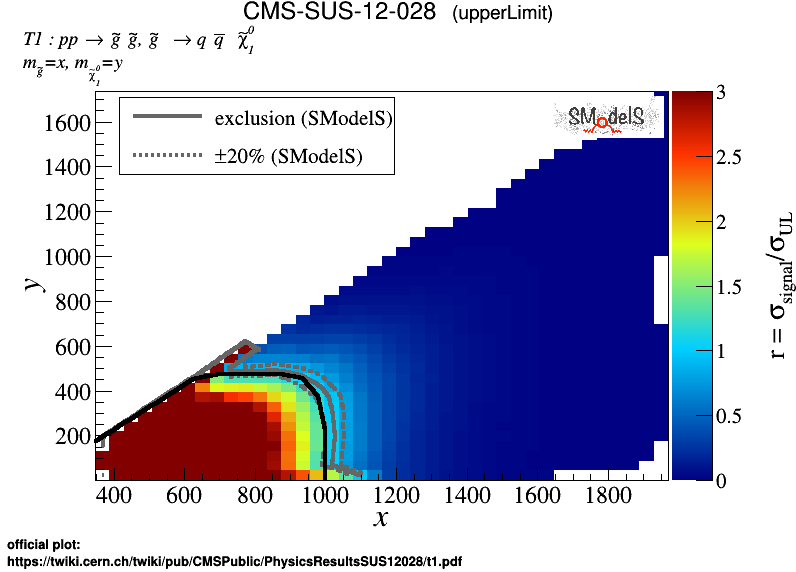 CMS-SUS-12-028 (upperLimit)
T1 : pp → g̃ g̃, g̃ → q q̅ χ̃₁⁰
m_g̃=x, m_χ̃₁⁰=y
exclusion (SModelS)
±20% (SModelS)
SModelS
y
1600
1400
1200
1000
800
600
400
200
400 600 800 1000 1200 1400 1600 1800
x
3
2.5
2
1.5
1
0.5
0
r = σ_signal/σ_UL
official plot:
https://twiki.cern.ch/twiki/pub/CMSPublic/PhysicsResultsSUS12028/t1.pdf